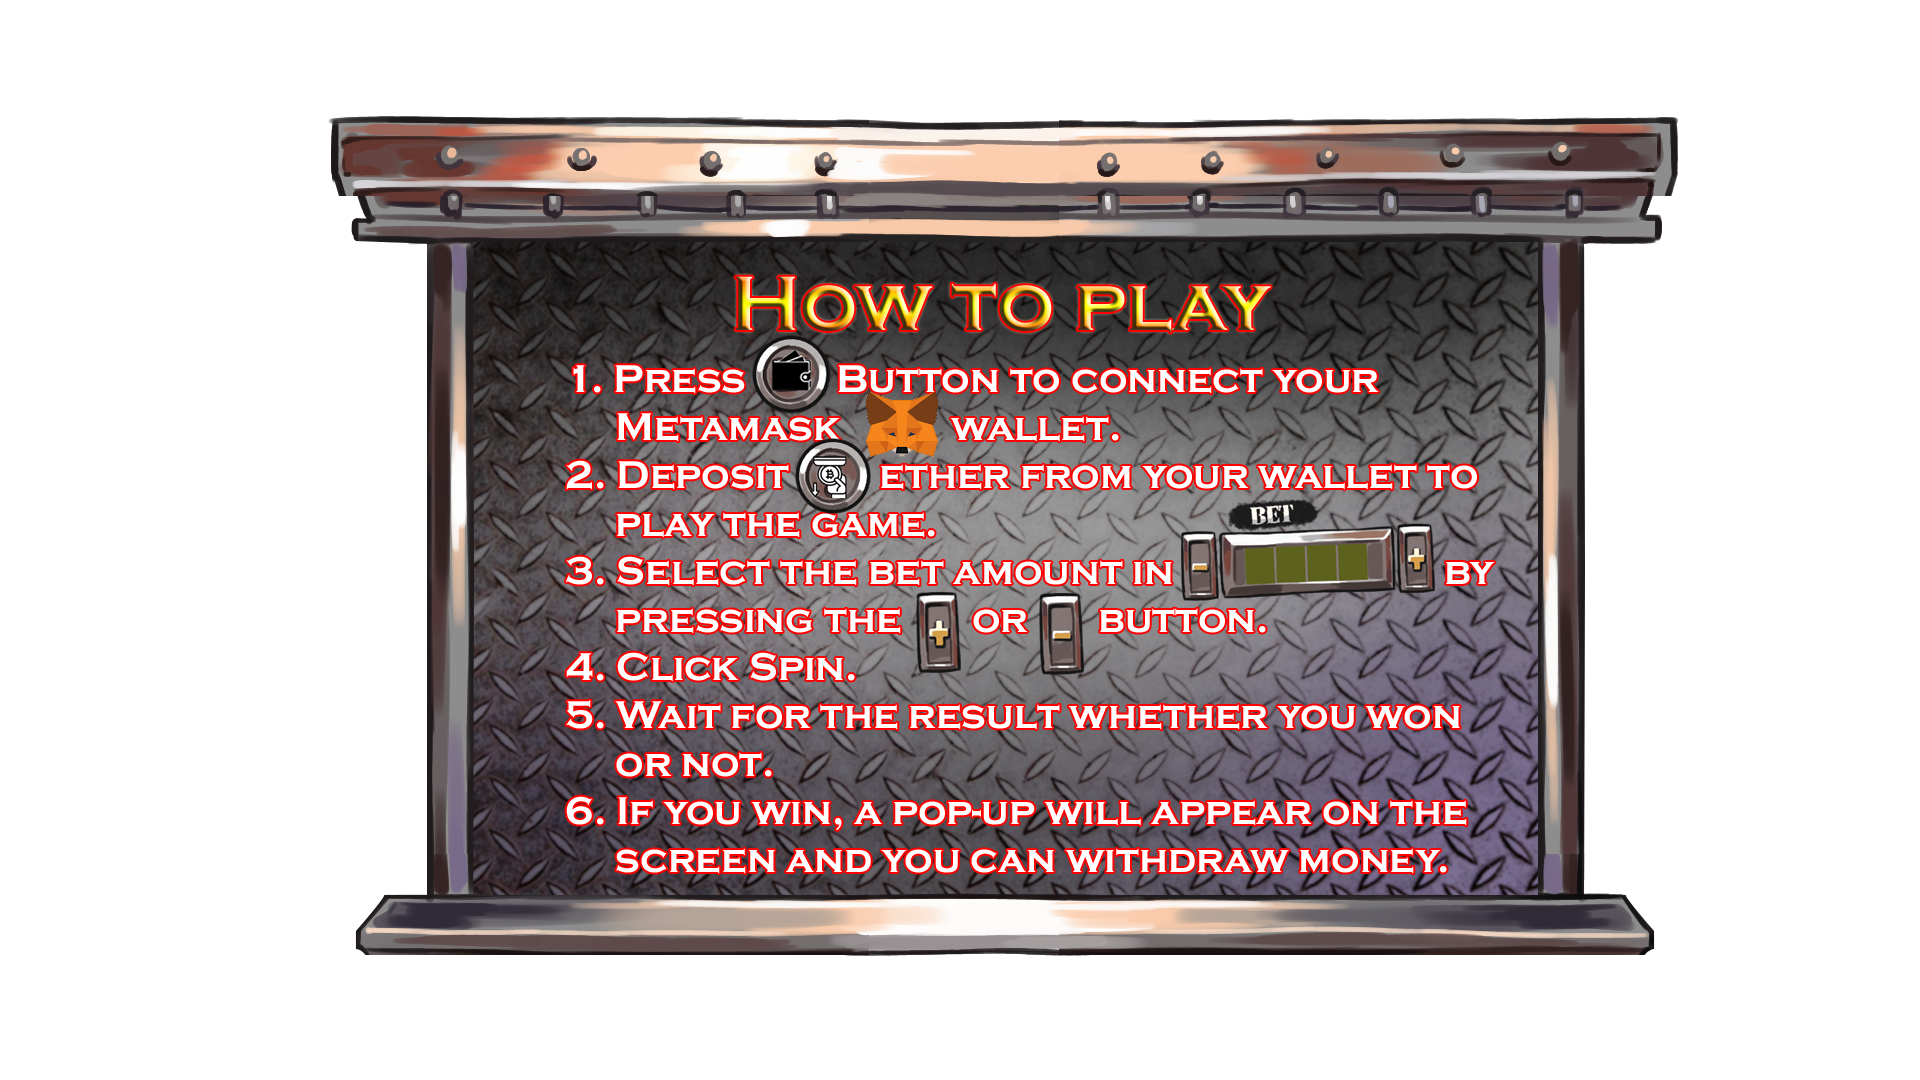 How to play
1. Press Button to connect your
Metamask wallet.
2. Deposit ether from your wallet to
play the game.
BET
3. Select the bet amount in - + by
pressing the + or - button.
4. Click Spin.
5. Wait for the result whether you won
or not.
6. If you win, a pop-up will appear on the
screen and you can withdraw money.